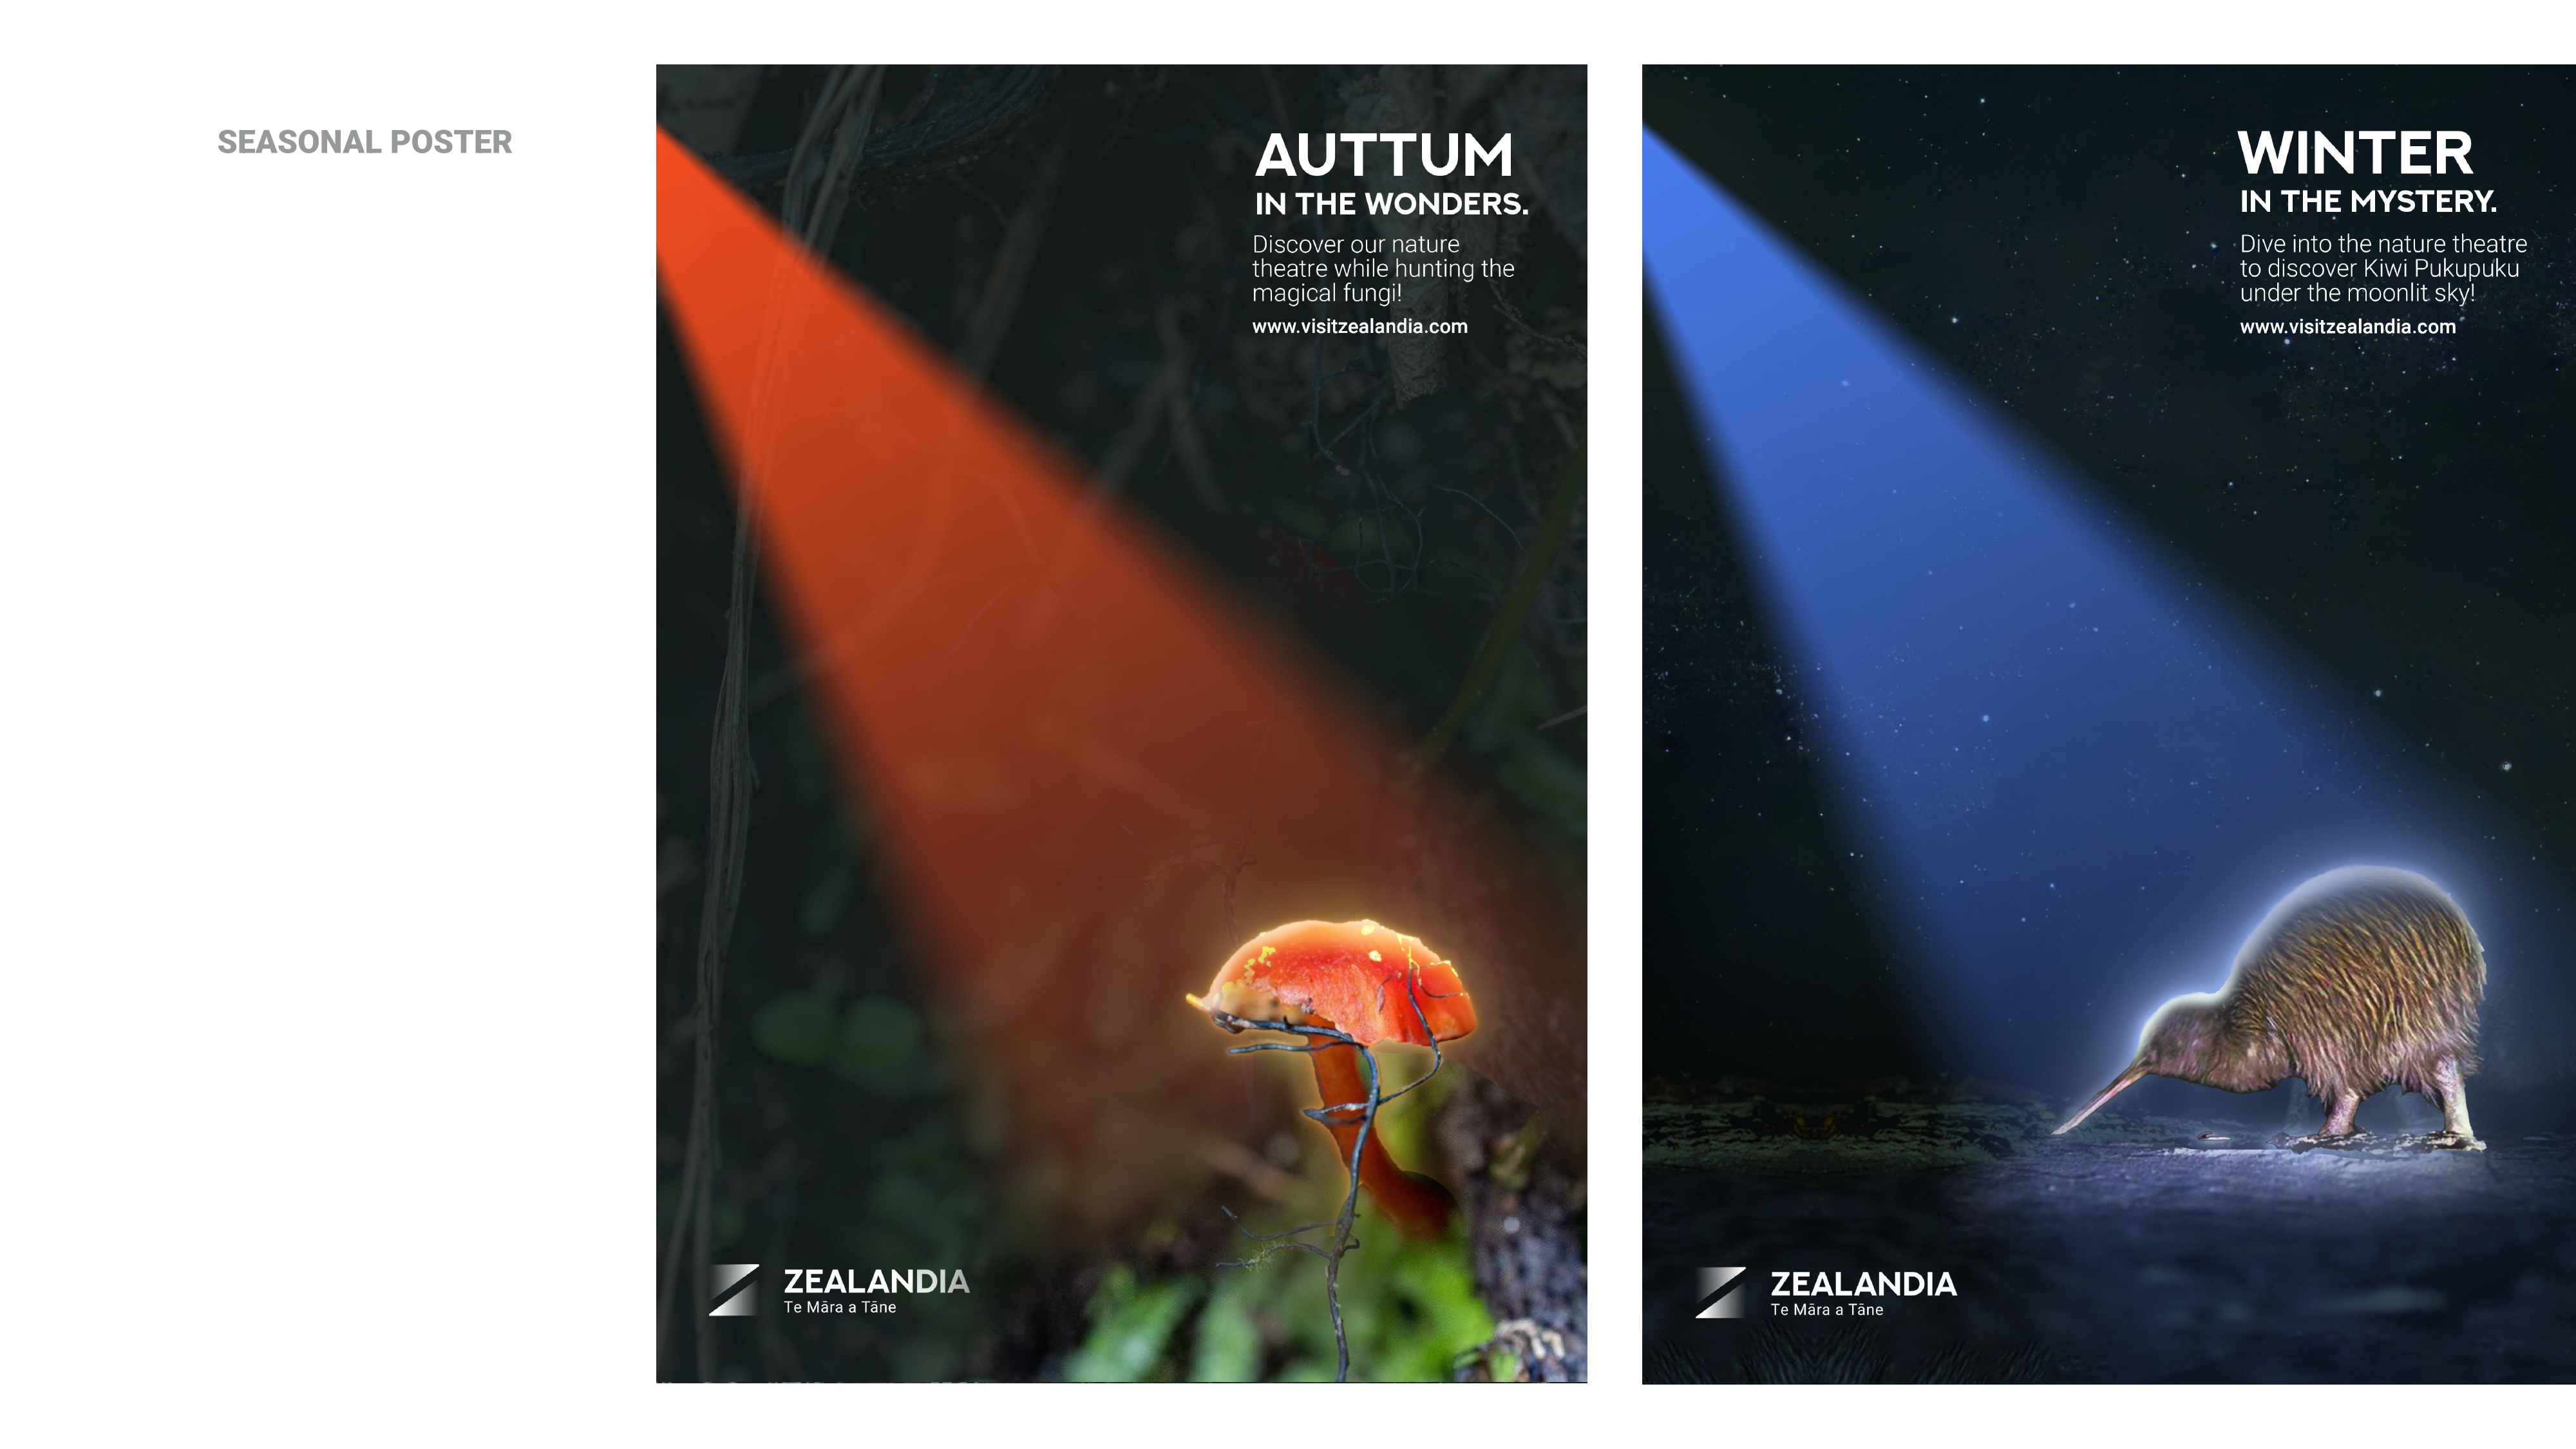 SEASONAL POSTER
AUTTUM
IN THE WONDERS.
Discover our nature
theatre while hunting the
magical fungi!
www.visitzealandia.com
ZEALANDIA
Te Māra a Tāne
WINTER
IN THE MYSTERY.
Dive into the nature theatre
to discover Kiwi Pukupuku
under the moonlit sky!
www.visitzealandia.com
ZEALANDIA
Te Māra a Tāne